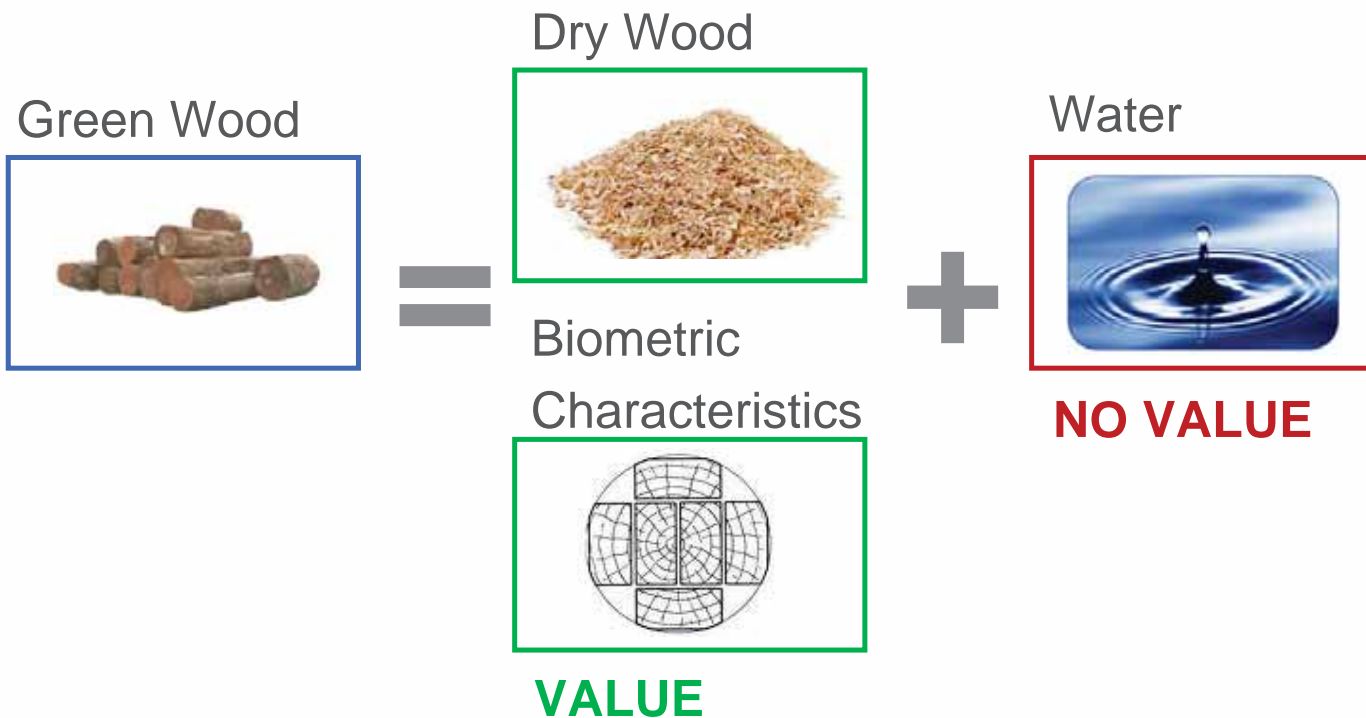 Green Wood
Dry Wood
Biometric
Characteristics
VALUE
Water
NO VALUE